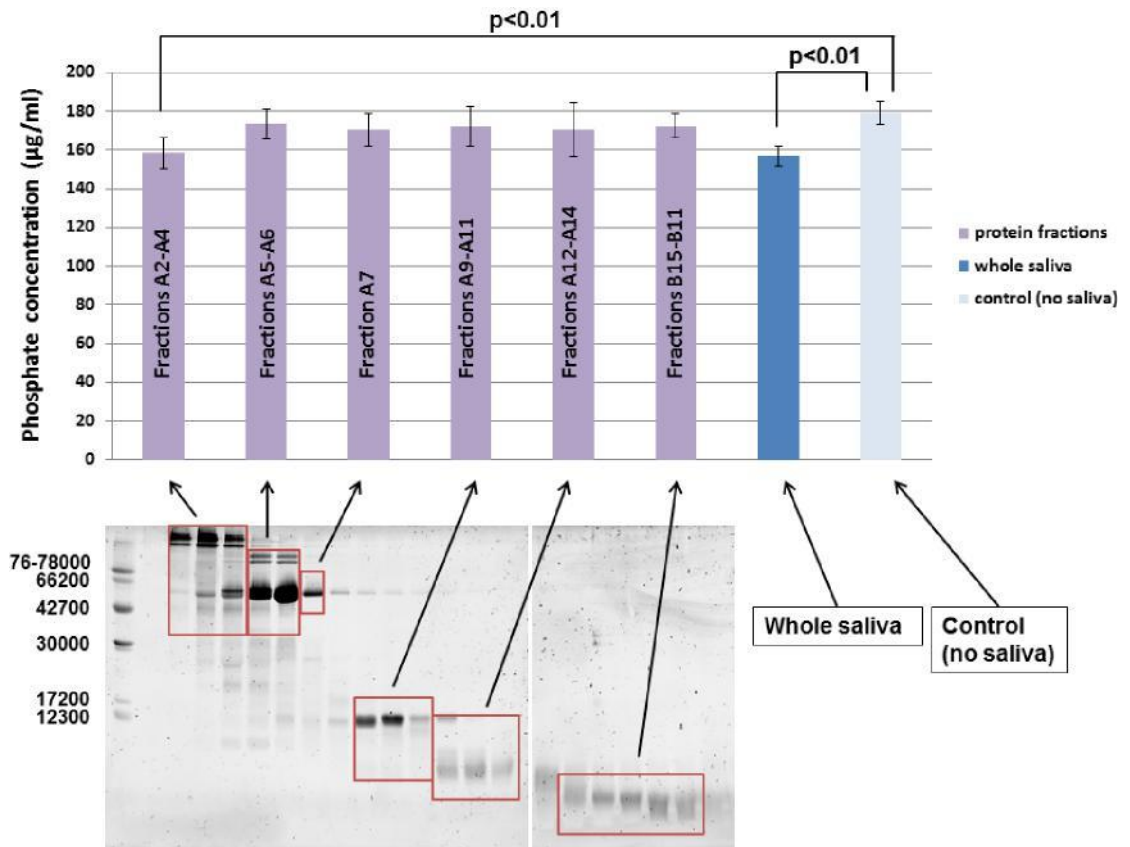 p<0.01
p<0.01
Phosphate concentration (µg/ml)
200
180
160
140
120
100
80
60
40
20
0
Fractions A2-A4
Fractions A5-A6
Fraction A7
Fractions A9-A11
Fractions A12-A14
Fractions B15-B11
protein fractions
whole saliva
control (no saliva)
76-78000
66200
42700
30000
17200
12300
Whole saliva
Control
(no saliva)